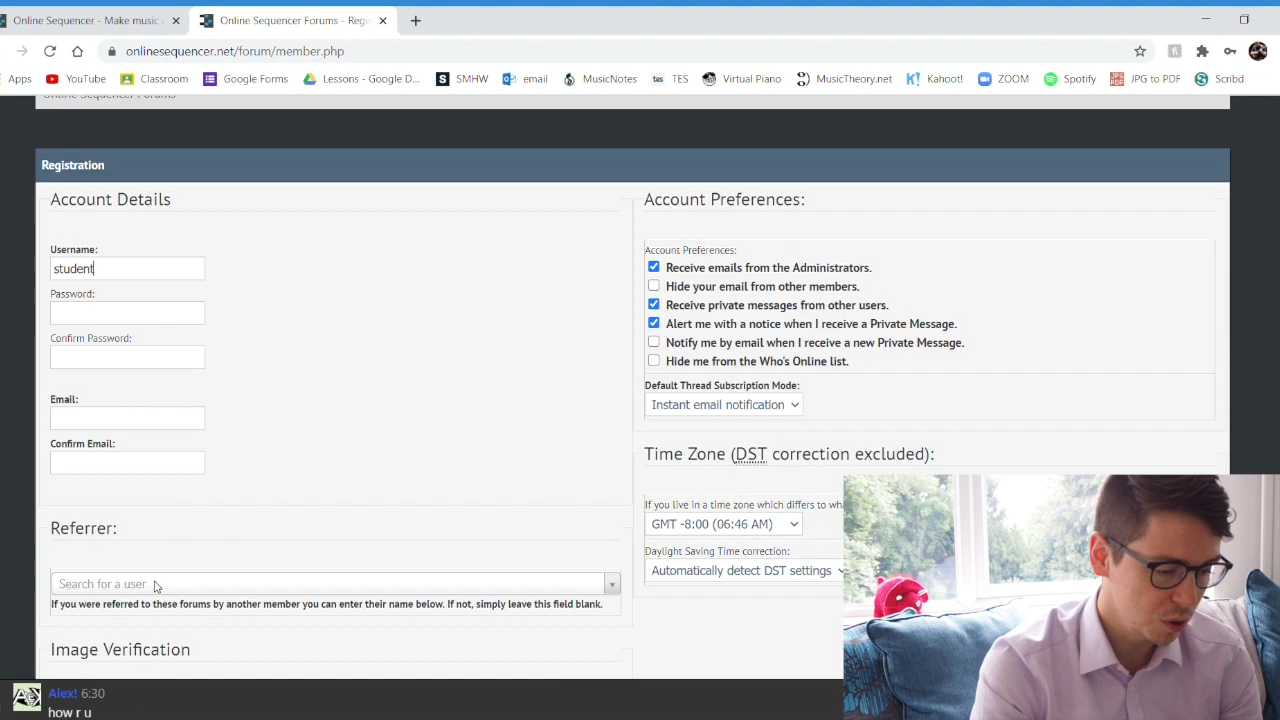 Online Sequencer - Make music
Online Sequencer Forums - Regi
onlinesequencer.net/forum/member.php
Apps YouTube Classroom Google Forms Lessons - Google D... SMHW email MusicNotes TES Virtual Piano MusicTheory.net Kahoot! ZOOM Spotify JPG to PDF Scribd
Online Sequencer Forums
Registration
Account Details
Username:
student
Password:
Confirm Password:
Email:
Confirm Email:
Referrer:
Search for a user
If you were referred to these forums by another member you can enter their name below. If not, simply leave this field blank.
Image Verification
Account Preferences:
Account Preferences:
Receive emails from the Administrators.
Hide your email from other members.
Receive private messages from other users.
Alert me with a notice when I receive a Private Message.
Notify me by email when I receive a new Private Message.
Hide me from the Who's Online list.
Default Thread Subscription Mode:
Instant email notification
Time Zone (DST correction excluded):
If you live in a time zone which differs to
GMT -8:00 (06:46 AM)
Daylight Saving Time correction:
Automatically detect DST settings
Alex! 6:30
how r u